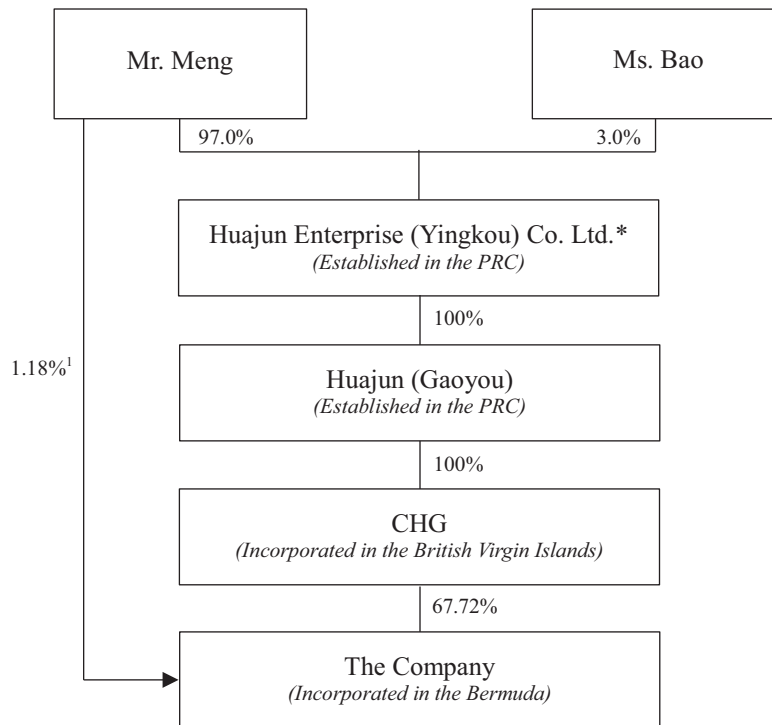 Mr. Meng
Ms. Bao
97.0%
3.0%
Huajun Enterprise (Yingkou) Co. Ltd.*
(Established in the PRC)
100%
1.18%1
Huajun (Gaoyou)
(Established in the PRC)
100%
CHG
(Incorporated in the British Virgin Islands)
67.72%
The Company
(Incorporated in the Bermuda)